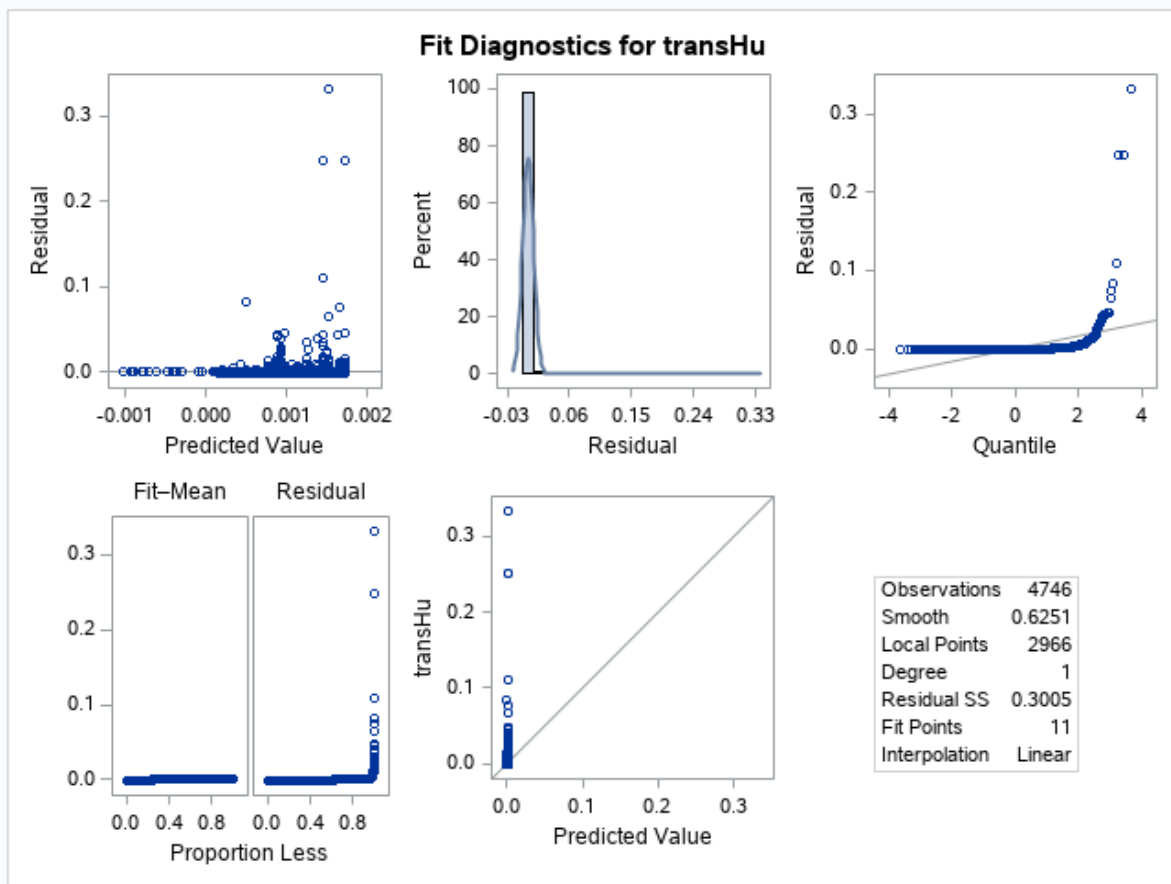 Fit Diagnostics for transHu
0.3
0.2
0.1
0.0
Residual
-0.001 0.000 0.001 0.002
Predicted Value
100
80
60
40
20
0
Percent
-0.03 0.06 0.15 0.24 0.33
Residual
0.3
0.2
0.1
0.0
Residual
-4 -2 0 2 4
Quantile
Fit–Mean Residual
0.3
0.2
0.1
0.0
0.0 0.4 0.8 0.0 0.4 0.8
Proportion Less
0.3
0.2
0.1
0.0
transHu
0.0 0.1 0.2 0.3
Predicted Value
Observations 4746
Smooth 0.6251
Local Points 2966
Degree 1
Residual SS 0.3005
Fit Points 11
Interpolation Linear